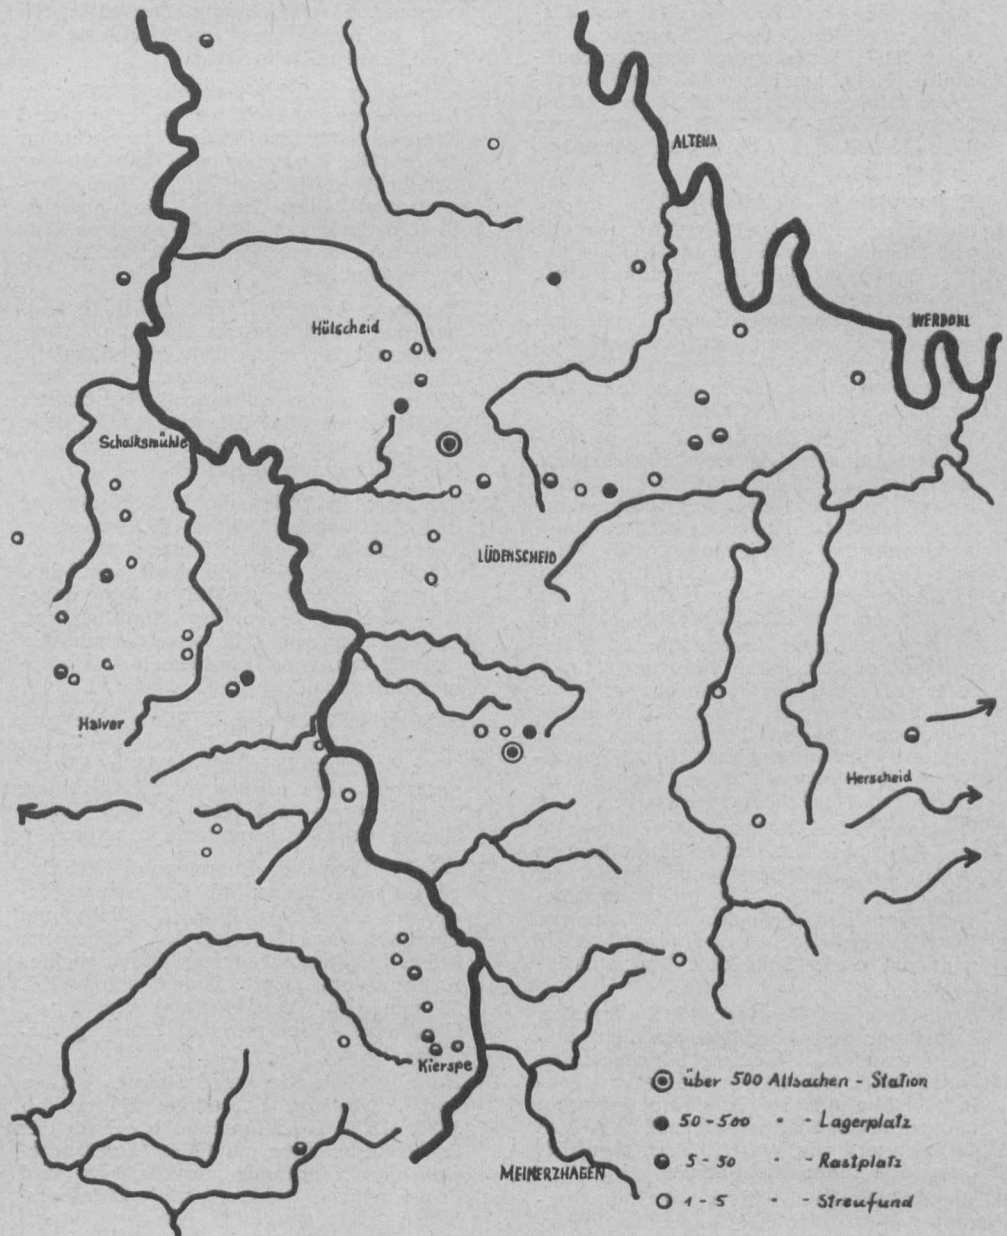 ALTENA
WERDOHL
Hülscheid
Schalksmühle
LÜDENSCHEID
Halver
Herscheid
Kierspe
MEINERZHAGEN
über 500 Altsachen - Station
50-500 " - Lagerplatz
5-50 " - Rastplatz
1-5 " - Streufund